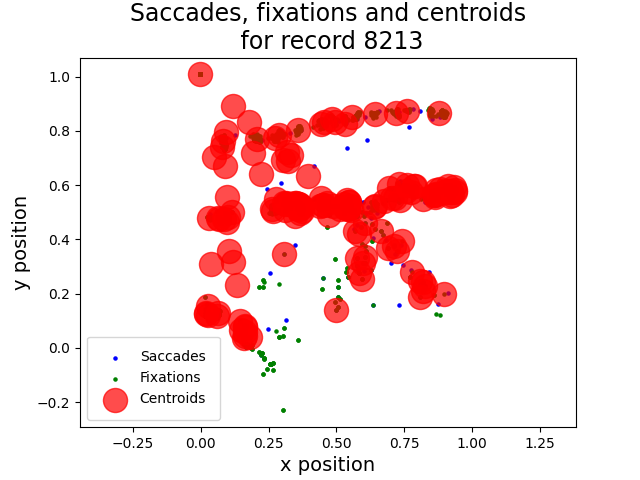 Saccades, fixations and centroids
for record 8213
y position
1.0
0.8
0.6
0.4
0.2
0.0
−0.2
Saccades
Fixations
Centroids
−0.25
0.00
0.25
0.50
0.75
1.00
1.25
x position